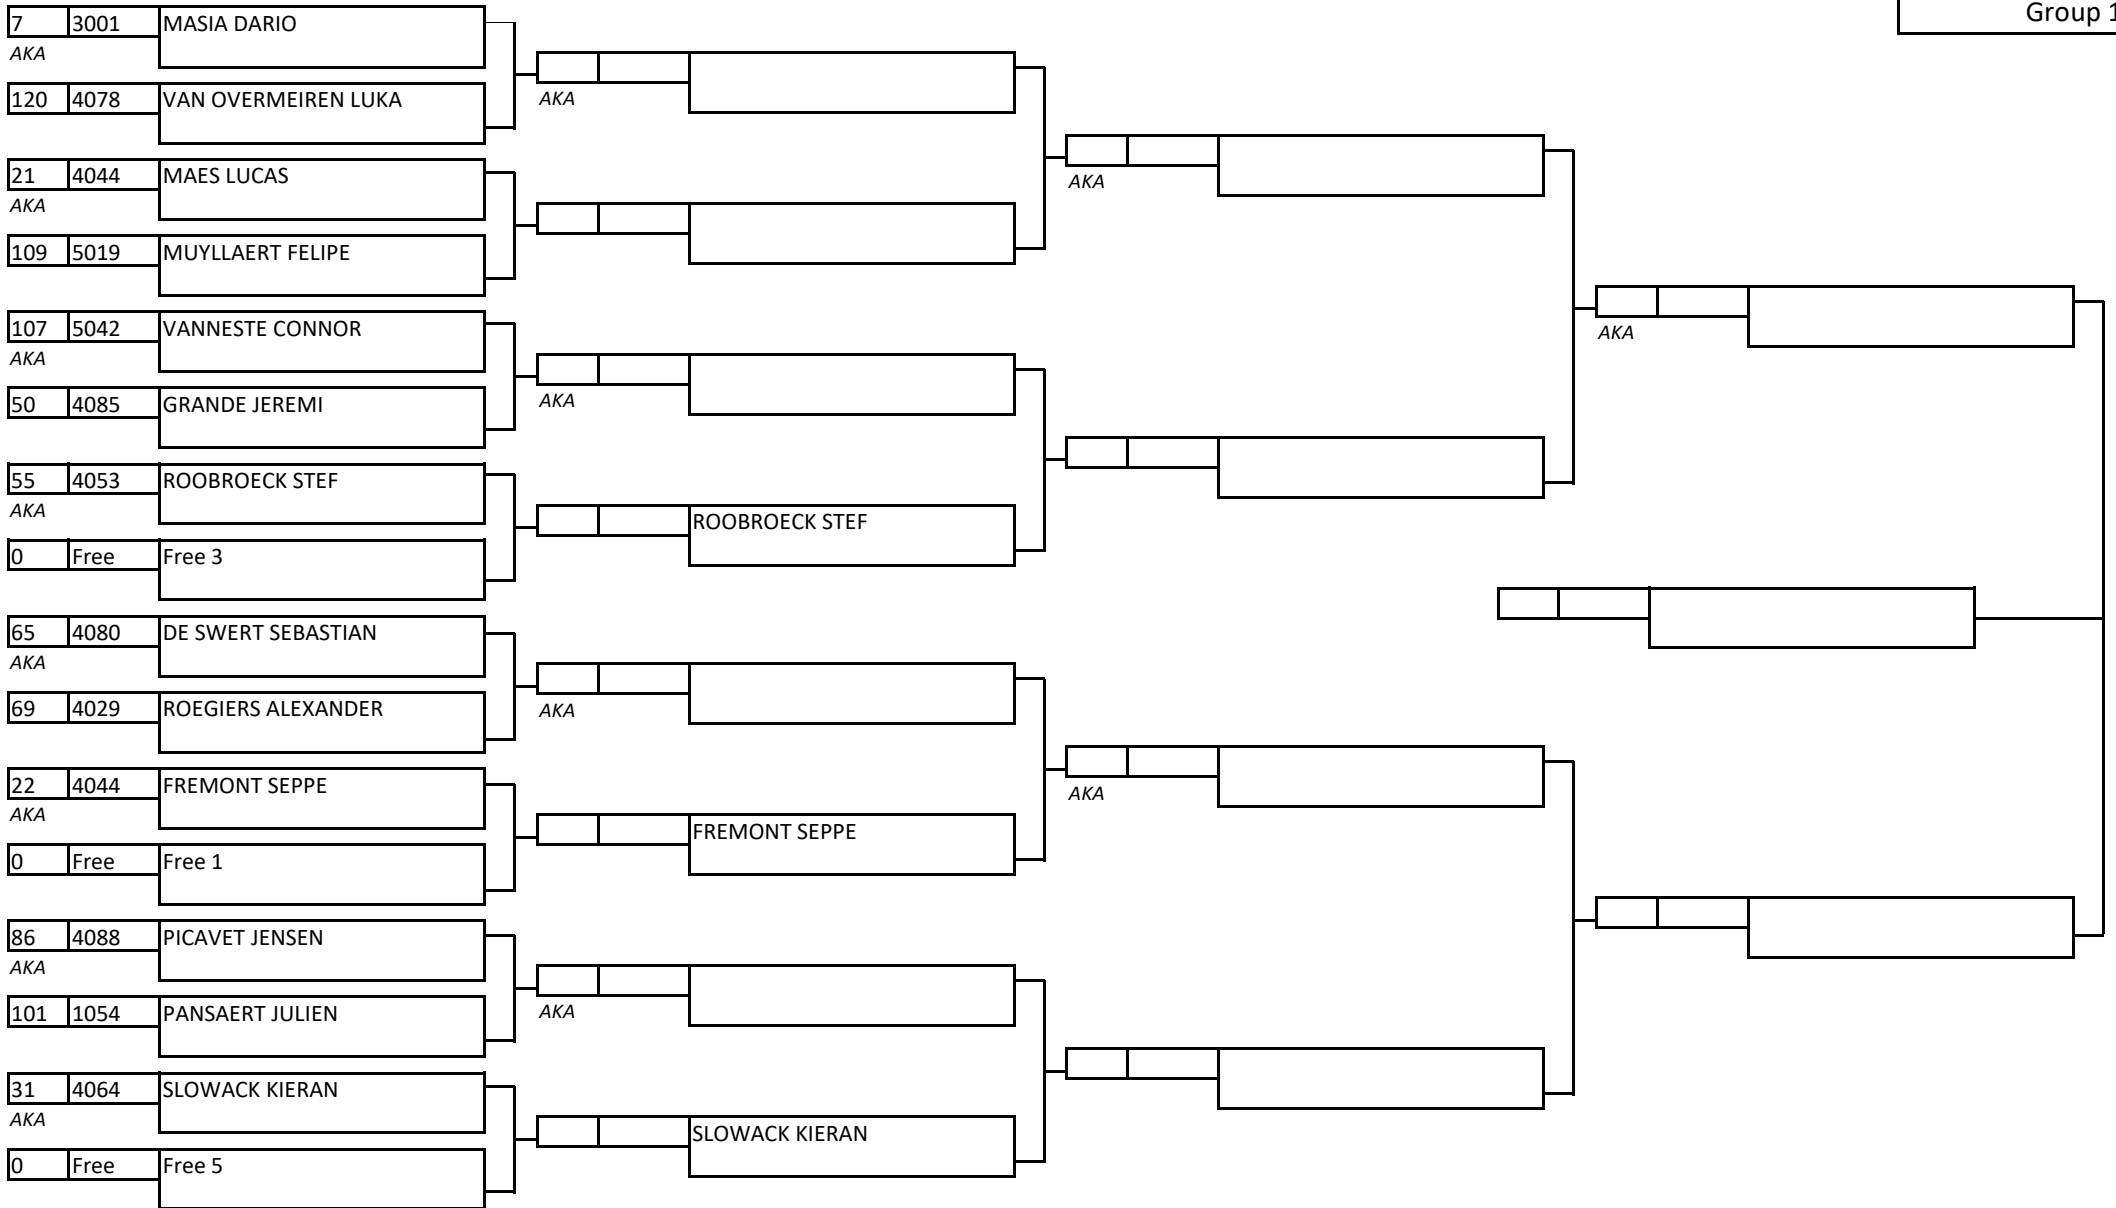 Group 1
7 3001 MASIA DARIO
AKA
AKA
120 4078 VAN OVERMEIREN LUKA
21 4044 MAES LUCAS
AKA
AKA
109 5019 MUYLLAERT FELIPE
107 5042 VANNESTE CONNOR
AKA
AKA
50 4085 GRANDE JEREMI
AKA
55 4053 ROOBROECK STEF
AKA
ROOBROECK STEF
0 Free Free 3
65 4080 DE SWERT SEBASTIAN
AKA
69 4029 ROEGIERS ALEXANDER
AKA
22 4044 FREMONT SEPPE
AKA
AKA
FREMONT SEPPE
0 Free Free 1
86 4088 PICAVET JENSEN
AKA
101 1054 PANSAERT JULIEN
AKA
31 4064 SLOWACK KIERAN
AKA
SLOWACK KIERAN
0 Free Free 5